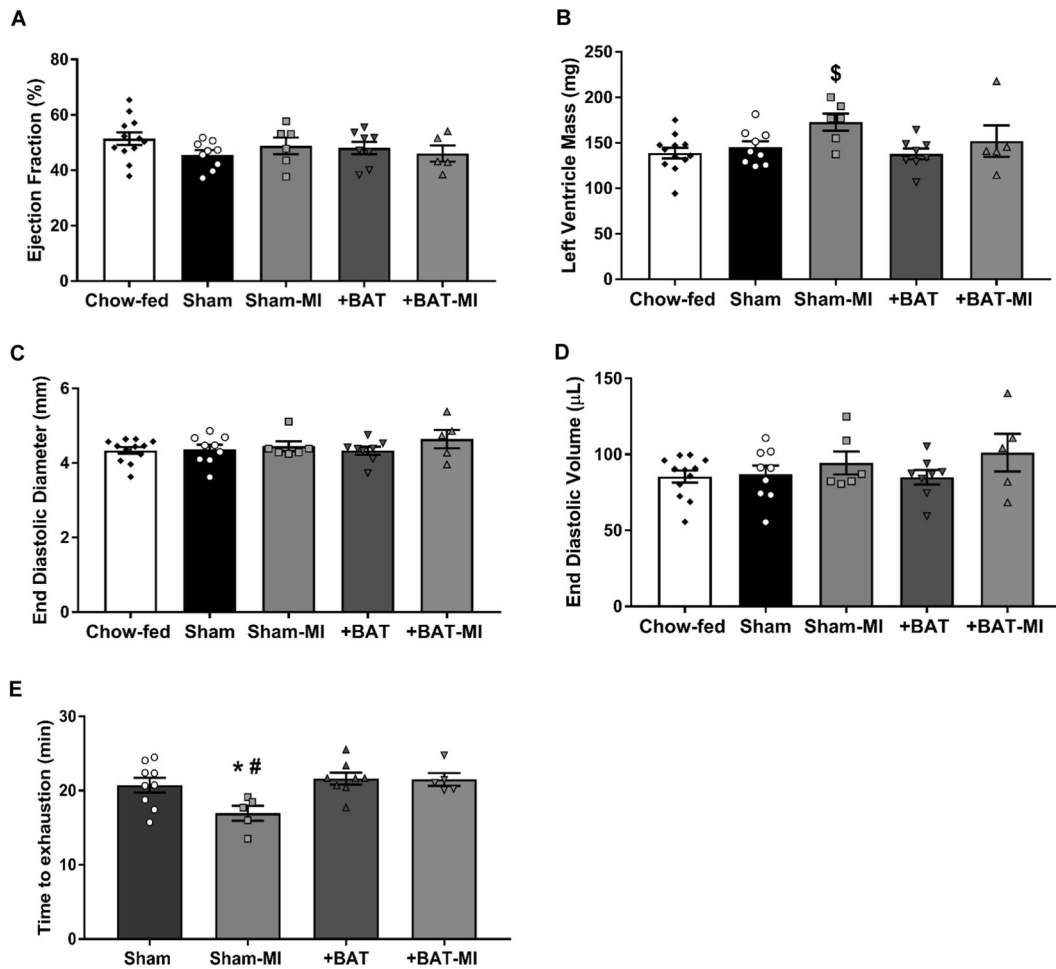 A
Ejection Fraction (%)
80
60
40
20
0
Chow-fed Sham Sham-MI +BAT +BAT-MI
B
Left Ventricle Mass (mg)
250
200
150
100
50
0
$
Chow-fed Sham Sham-MI +BAT +BAT-MI
C
End Diastolic Diameter (mm)
6
4
2
0
Chow-fed Sham Sham-MI +BAT +BAT-MI
D
End Diastolic Volume (μL)
150
100
50
0
Chow-fed Sham Sham-MI +BAT +BAT-MI
E
Time to exhaustion (min)
30
20
10
0
* #
Sham Sham-MI +BAT +BAT-MI